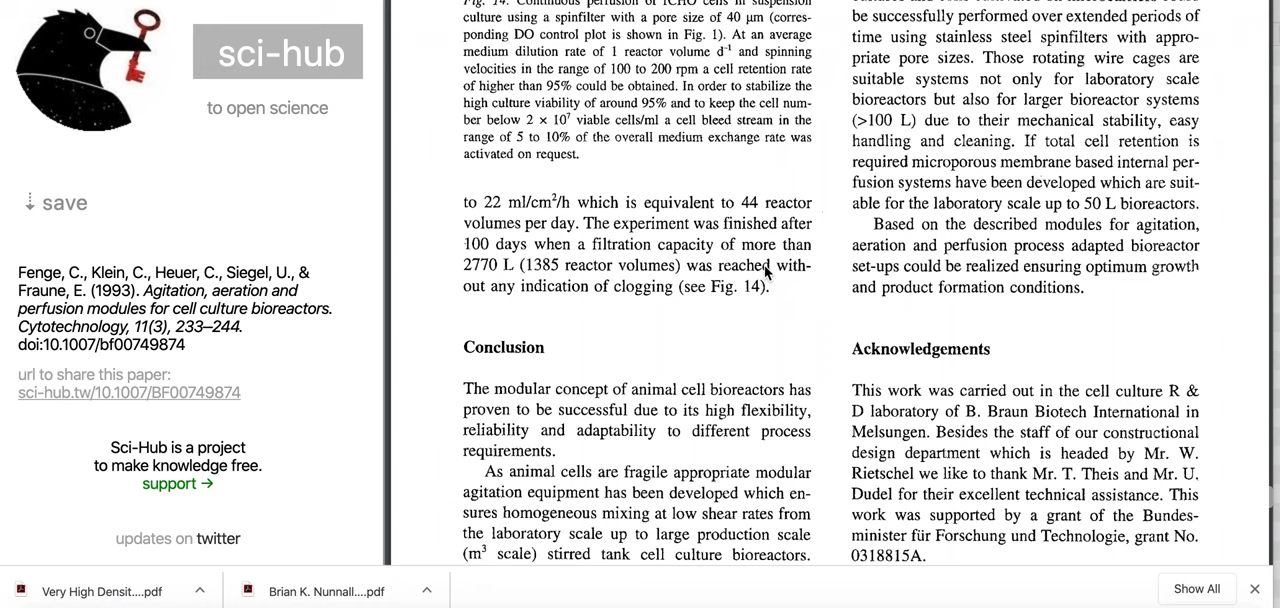 sci-hub
to open science
⇣ save
Fenge, C., Klein, C., Heuer, C., Siegel, U., &
Fraune, E. (1993). Agitation, aeration and
perfusion modules for cell culture bioreactors.
Cytotechnology, 11(3), 233–244.
doi:10.1007/bf00749874
url to share this paper:
sci-hub.tw/10.1007/BF00749874
Sci-Hub is a project
to make knowledge free.
support →
updates on twitter
Fig. 14. Continuous perfusion of rCHO cells in suspension
culture using a spinfilter with a pore size of 40 μm (corres-
ponding DO control plot is shown in Fig. 1). At an average
medium dilution rate of 1 reactor volume d⁻¹ and spinning
velocities in the range of 100 to 200 rpm a cell retention rate
of higher than 95% could be obtained. In order to stabilize the
high culture viability of around 95% and to keep the cell num-
ber below 2 × 10⁷ viable cells/ml a cell bleed stream in the
range of 5 to 10% of the overall medium exchange rate was
activated on request.
to 22 ml/cm²/h which is equivalent to 44 reactor
volumes per day. The experiment was finished after
100 days when a filtration capacity of more than
2770 L (1385 reactor volumes) was reached with-
out any indication of clogging (see Fig. 14).
Conclusion
The modular concept of animal cell bioreactors has
proven to be successful due to its high flexibility,
reliability and adaptability to different process
requirements.
As animal cells are fragile appropriate modular
agitation equipment has been developed which en-
sures homogeneous mixing at low shear rates from
the laboratory scale up to large production scale
(m³ scale) stirred tank cell culture bioreactors.
be successfully performed over extended periods of
time using stainless steel spinfilters with appro-
priate pore sizes. Those rotating wire cages are
suitable systems not only for laboratory scale
bioreactors but also for larger bioreactor systems
(>100 L) due to their mechanical stability, easy
handling and cleaning. If total cell retention is
required microporous membrane based internal per-
fusion systems have been developed which are suit-
able for the laboratory scale up to 50 L bioreactors.
Based on the described modules for agitation,
aeration and perfusion process adapted bioreactor
set-ups could be realized ensuring optimum growth
and product formation conditions.
Acknowledgements
This work was carried out in the cell culture R &
D laboratory of B. Braun Biotech International in
Melsungen. Besides the staff of our constructional
design department which is headed by Mr. W.
Rietschel we like to thank Mr. T. Theis and Mr. U.
Dudel for their excellent technical assistance. This
work was supported by a grant of the Bundes-
minister für Forschung und Technologie, grant No.
0318815A.
Very High Densit....pdf
Brian K. Nunnall....pdf
Show All